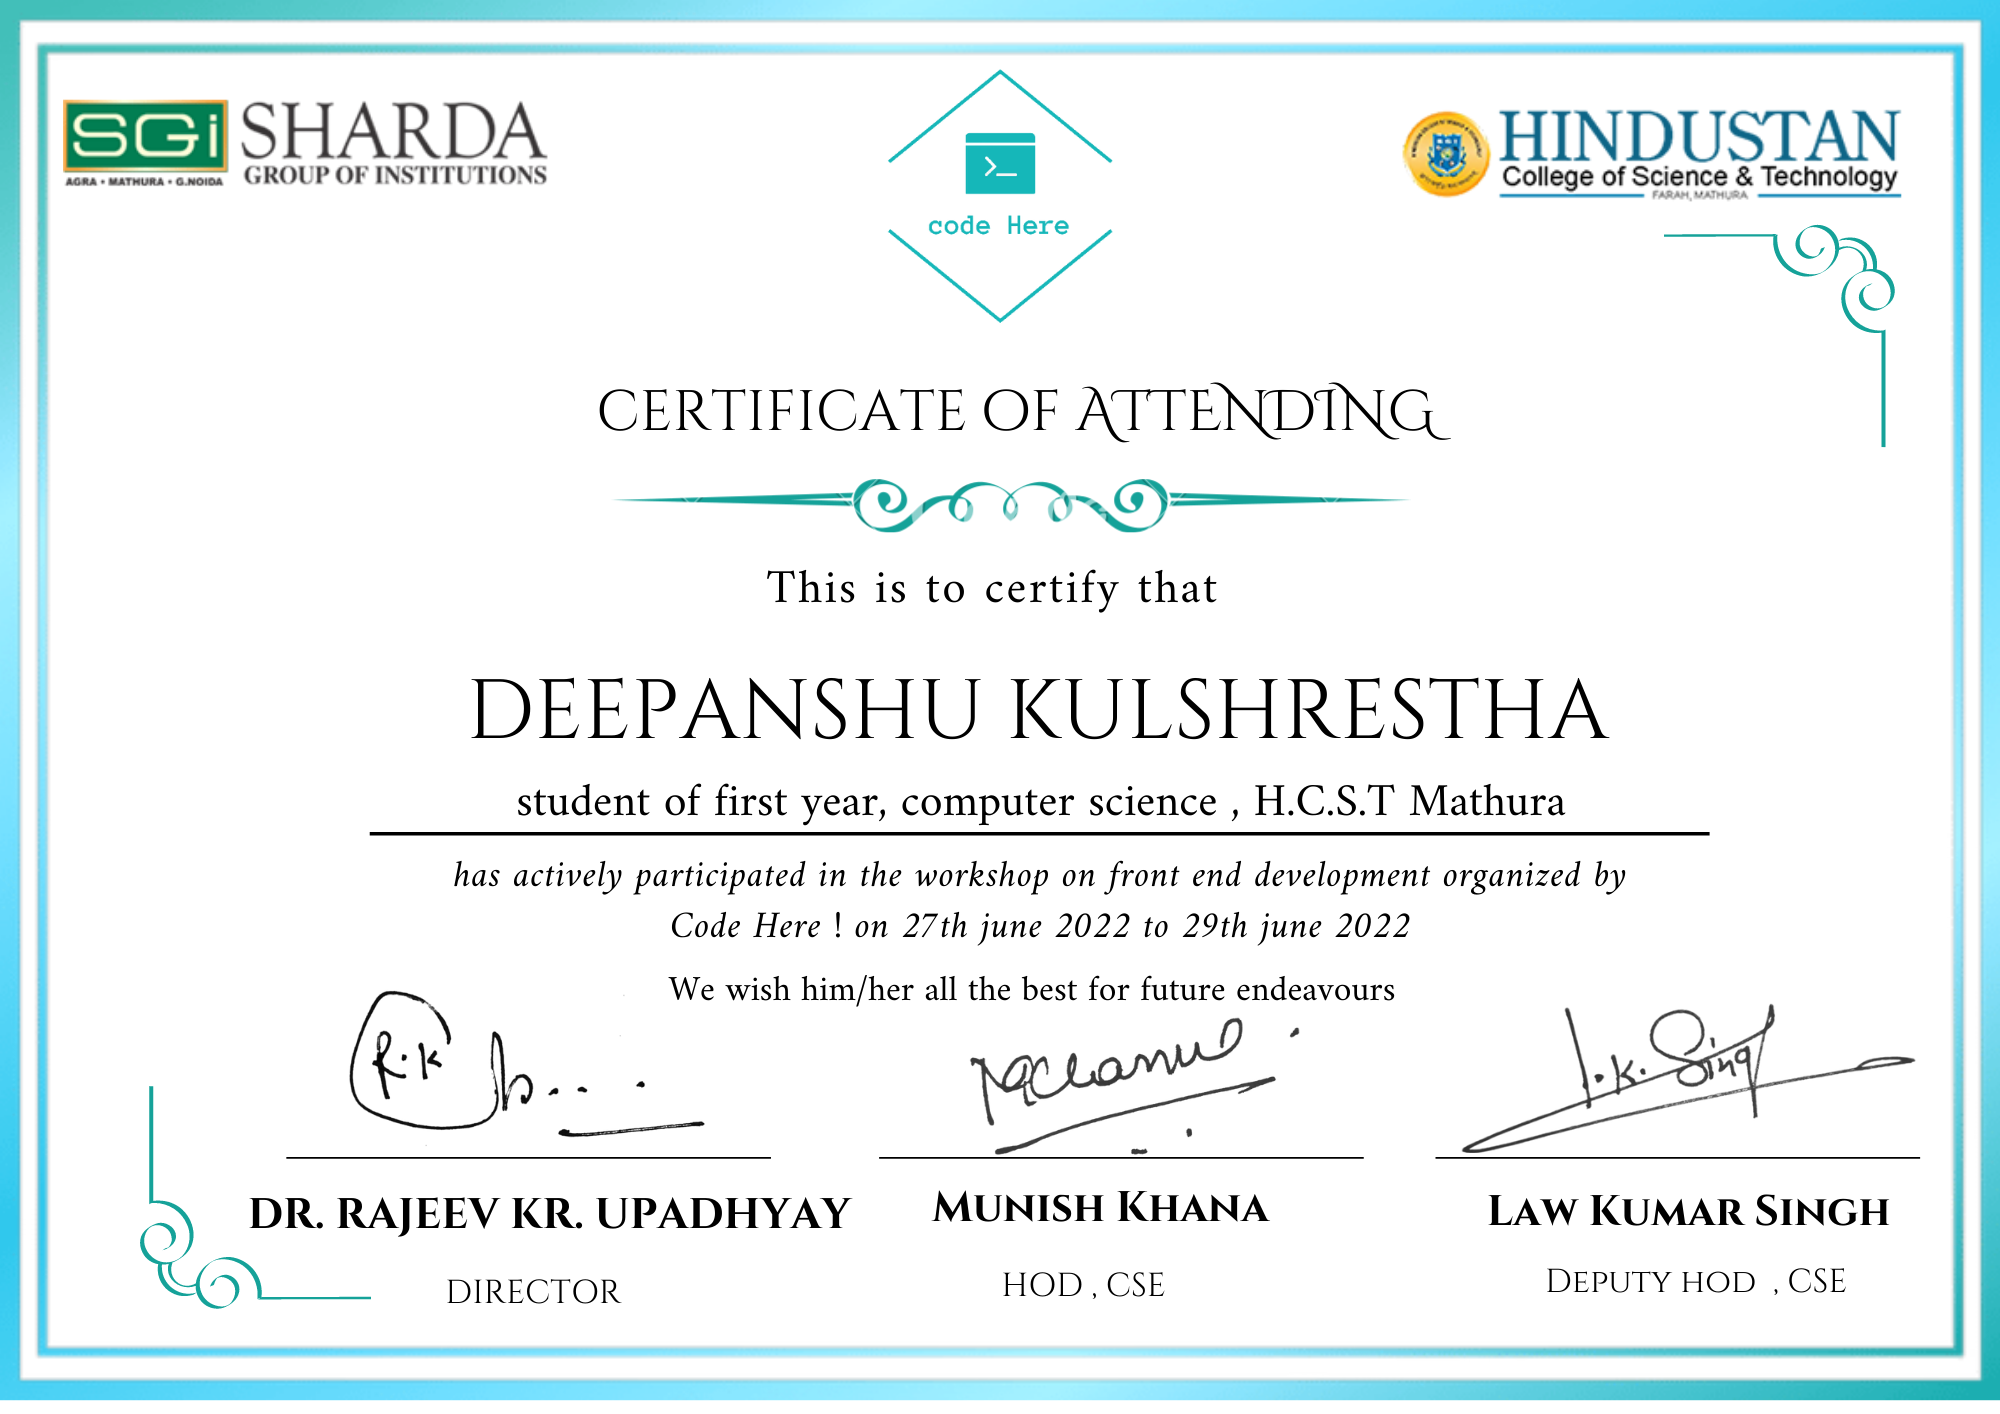 SGi SHARDA
GROUP OF INSTITUTIONS
AGRA • MATHURA • G.NOIDA
>_
code Here
HINDUSTAN
College of Science & Technology
FARAH, MATHURA
CERTIFICATE OF ATTENDING
This is to certify that
DEEPANSHU KULSHRESTHA
student of first year, computer science , H.C.S.T Mathura
has actively participated in the workshop on front end development organized by
Code Here ! on 27th june 2022 to 29th june 2022
We wish him/her all the best for future endeavours
R.K
L.K. Singh
DR. RAJEEV KR. UPADHYAY
MUNISH KHANA
LAW KUMAR SINGH
DIRECTOR
HOD , CSE
DEPUTY HOD , CSE